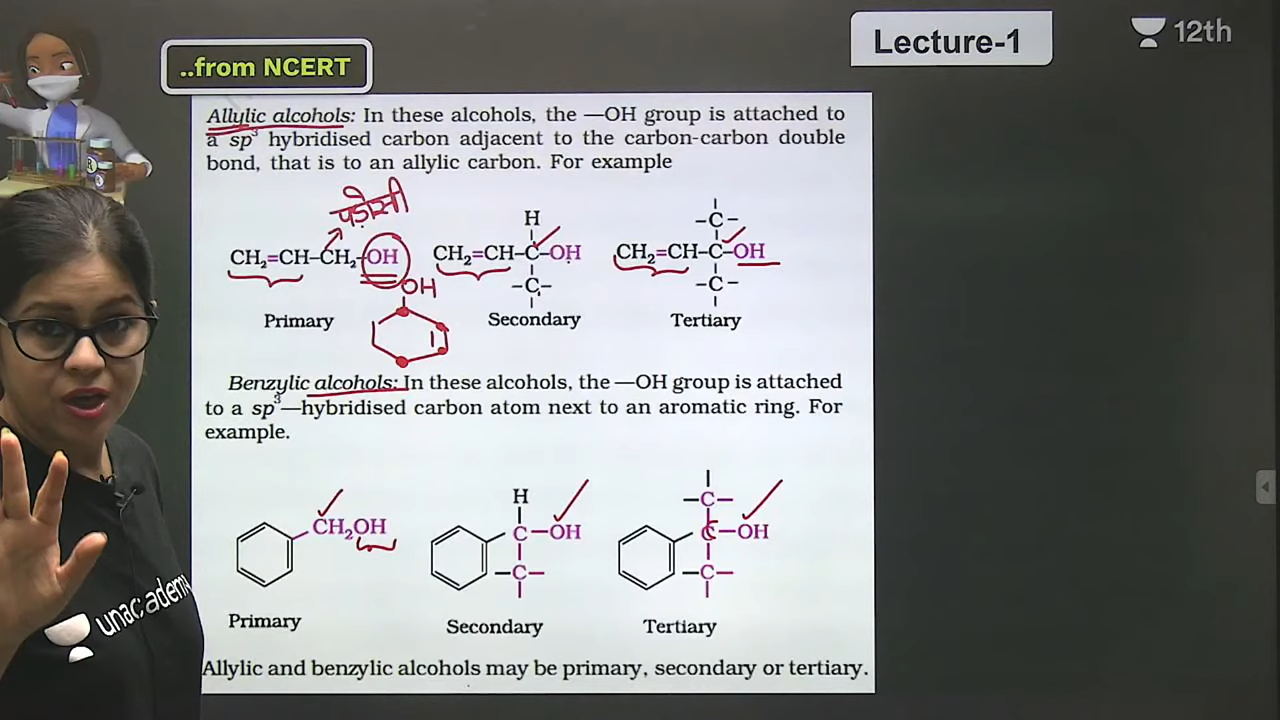 ..from NCERT
Lecture-1
12th
Allylic alcohols: In these alcohols, the —OH group is attached to
a sp³ hybridised carbon adjacent to the carbon-carbon double
bond, that is to an allylic carbon. For example
पड़ोसी
H
–C–
CH₂=CH–CH₂–OH
CH₂=CH–C–OH
CH₂=CH–C–OH
OH
–C–
–C–
Primary
Secondary
Tertiary
Benzylic alcohols: In these alcohols, the —OH group is attached
to a sp³—hybridised carbon atom next to an aromatic ring. For
example.
H
–C–
CH₂OH
C–OH
C–OH
–C–
–C–
Primary
Secondary
Tertiary
Allylic and benzylic alcohols may be primary, secondary or tertiary.
unacademy